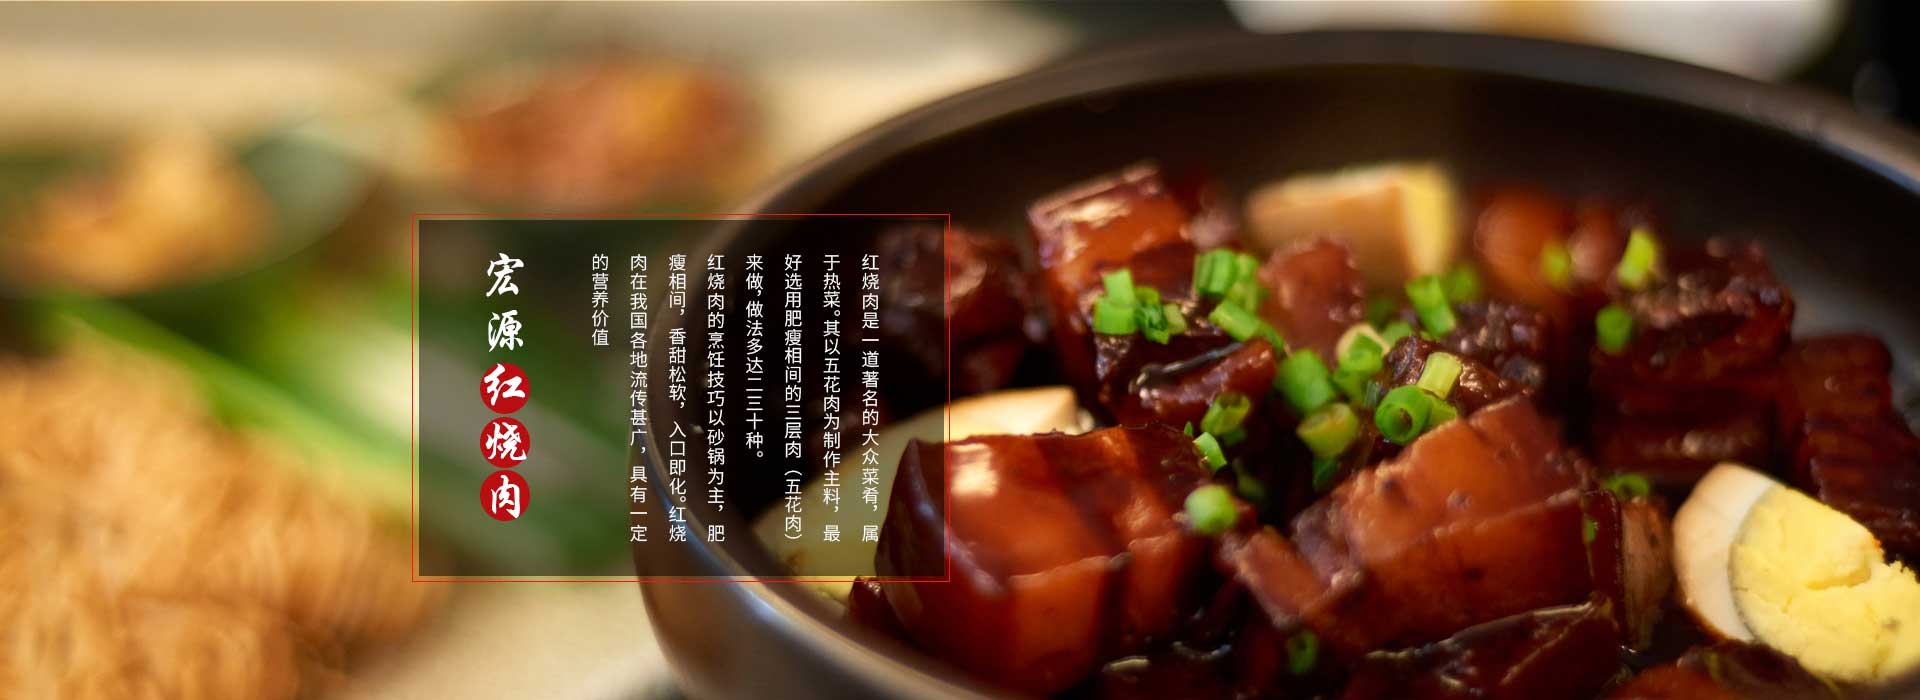 红烧肉是一道著名的大众菜肴，属
于热菜。其以五花肉为制作主料，最
好选用肥瘦相间的三层肉（五花肉）
来做，做法多达二三十种。
红烧肉的烹饪技巧以砂锅为主，肥
瘦相间，香甜松软，入口即化。红烧
肉在我国各地流传甚广，具有一定
的营养价值
宏源红烧肉